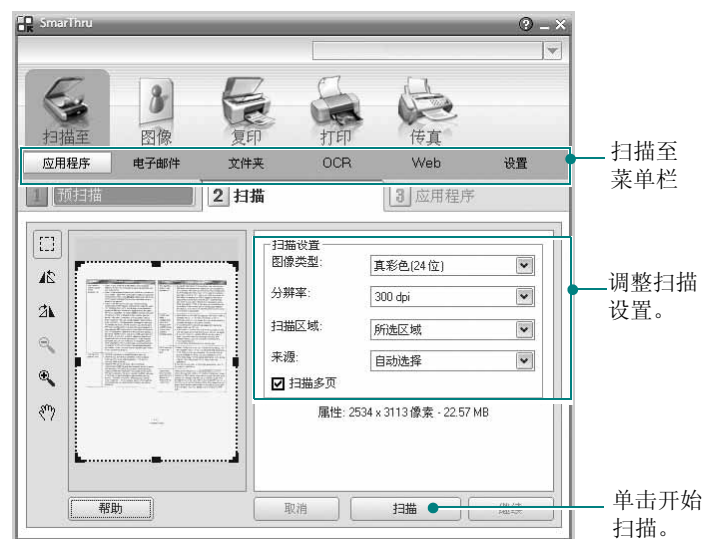 SmarThru
扫描至 图像 复印 打印 传真
应用程序 电子邮件 文件夹 OCR Web 设置
扫描至
菜单栏
1 预扫描 2 扫描 3 应用程序
扫描设置
图像类型: 真彩色(24位)
分辨率: 300 dpi
扫描区域: 所选区域
来源: 自动选择
扫描多页
调整扫描
设置。
属性: 2534 x 3113 像素 - 22.57 MB
帮助 取消 扫描 继续
单击开始
扫描。